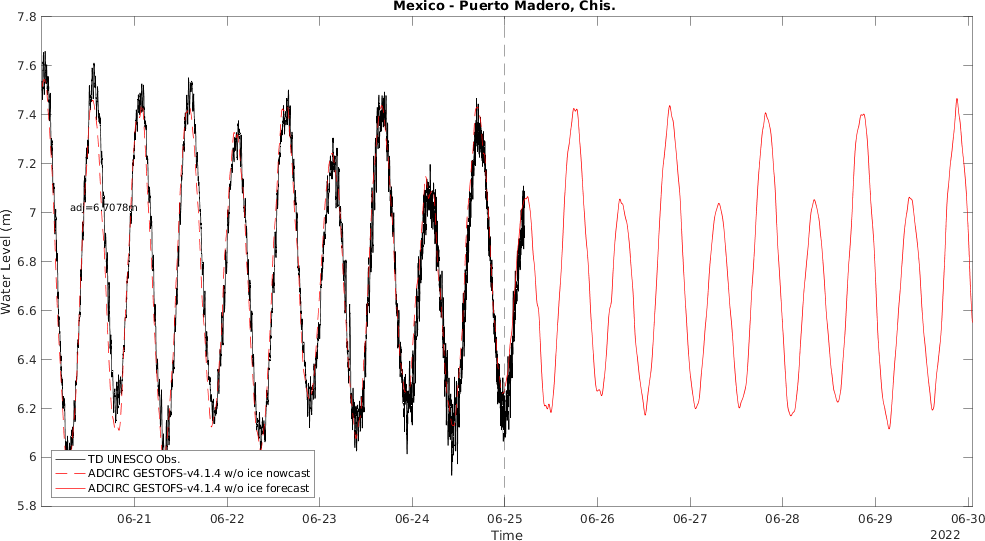 Mexico - Puerto Madero, Chis.
7.8
7.6
7.4
7.2
7
6.8
6.6
6.4
6.2
6
5.8
Water Level (m)
adj=6.7078m
TD UNESCO Obs.
ADCIRC GESTOFS-v4.1.4 w/o ice nowcast
ADCIRC GESTOFS-v4.1.4 w/o ice forecast
06-21 06-22 06-23 06-24 06-25 06-26 06-27 06-28 06-29 06-30
2022
Time